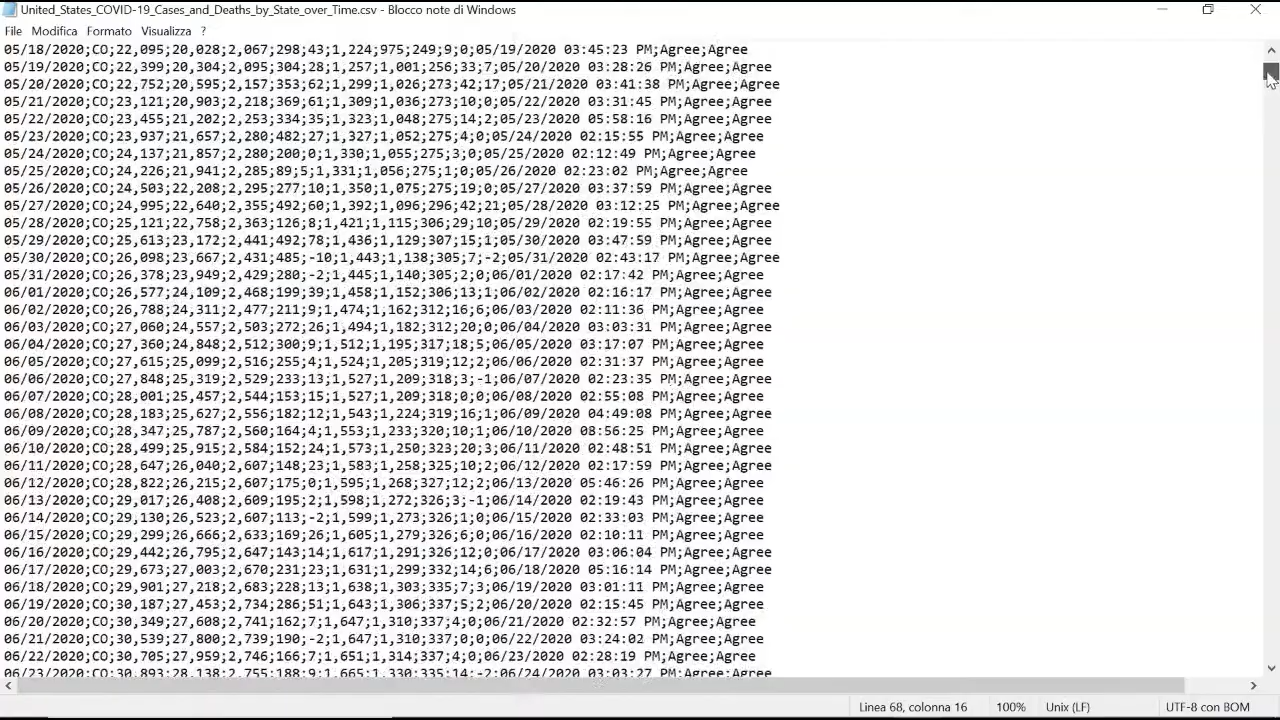 United_States_COVID-19_Cases_and_Deaths_by_State_over_Time.csv - Blocco note di Windows
File Modifica Formato Visualizza ?
05/18/2020;CO;22,095;20,028;2,067;298;43;1,224;975;249;9;0;05/19/2020 03:45:23 PM;Agree;Agree
05/19/2020;CO;22,399;20,304;2,095;304;28;1,257;1,001;256;33;7;05/20/2020 03:28:26 PM;Agree;Agree
05/20/2020;CO;22,752;20,595;2,157;353;62;1,299;1,026;273;42;17;05/21/2020 03:41:38 PM;Agree;Agree
05/21/2020;CO;23,121;20,903;2,218;369;61;1,309;1,036;273;10;0;05/22/2020 03:31:45 PM;Agree;Agree
05/22/2020;CO;23,455;21,202;2,253;334;35;1,323;1,048;275;14;2;05/23/2020 05:58:16 PM;Agree;Agree
05/23/2020;CO;23,937;21,657;2,280;482;27;1,327;1,052;275;4;0;05/24/2020 02:15:55 PM;Agree;Agree
05/24/2020;CO;24,137;21,857;2,280;200;0;1,330;1,055;275;3;0;05/25/2020 02:12:49 PM;Agree;Agree
05/25/2020;CO;24,226;21,941;2,285;89;5;1,331;1,056;275;1;0;05/26/2020 02:23:02 PM;Agree;Agree
05/26/2020;CO;24,503;22,208;2,295;277;10;1,350;1,075;275;19;0;05/27/2020 03:37:59 PM;Agree;Agree
05/27/2020;CO;24,995;22,640;2,355;492;60;1,392;1,096;296;42;21;05/28/2020 03:12:25 PM;Agree;Agree
05/28/2020;CO;25,121;22,758;2,363;126;8;1,421;1,115;306;29;10;05/29/2020 02:19:55 PM;Agree;Agree
05/29/2020;CO;25,613;23,172;2,441;492;78;1,436;1,129;307;15;1;05/30/2020 03:47:59 PM;Agree;Agree
05/30/2020;CO;26,098;23,667;2,431;485;-10;1,443;1,138;305;7;-2;05/31/2020 02:43:17 PM;Agree;Agree
05/31/2020;CO;26,378;23,949;2,429;280;-2;1,445;1,140;305;2;0;06/01/2020 02:17:42 PM;Agree;Agree
06/01/2020;CO;26,577;24,109;2,468;199;39;1,458;1,152;306;13;1;06/02/2020 02:16:17 PM;Agree;Agree
06/02/2020;CO;26,788;24,311;2,477;211;9;1,474;1,162;312;16;6;06/03/2020 02:11:36 PM;Agree;Agree
06/03/2020;CO;27,060;24,557;2,503;272;26;1,494;1,182;312;20;0;06/04/2020 03:03:31 PM;Agree;Agree
06/04/2020;CO;27,360;24,848;2,512;300;9;1,512;1,195;317;18;5;06/05/2020 03:17:07 PM;Agree;Agree
06/05/2020;CO;27,615;25,099;2,516;255;4;1,524;1,205;319;12;2;06/06/2020 02:31:37 PM;Agree;Agree
06/06/2020;CO;27,848;25,319;2,529;233;13;1,527;1,209;318;3;-1;06/07/2020 02:23:35 PM;Agree;Agree
06/07/2020;CO;28,001;25,457;2,544;153;15;1,527;1,209;318;0;0;06/08/2020 02:55:08 PM;Agree;Agree
06/08/2020;CO;28,183;25,627;2,556;182;12;1,543;1,224;319;16;1;06/09/2020 04:49:08 PM;Agree;Agree
06/09/2020;CO;28,347;25,787;2,560;164;4;1,553;1,233;320;10;1;06/10/2020 08:56:25 PM;Agree;Agree
06/10/2020;CO;28,499;25,915;2,584;152;24;1,573;1,250;323;20;3;06/11/2020 02:48:51 PM;Agree;Agree
06/11/2020;CO;28,647;26,040;2,607;148;23;1,583;1,258;325;10;2;06/12/2020 02:17:59 PM;Agree;Agree
06/12/2020;CO;28,822;26,215;2,607;175;0;1,595;1,268;327;12;2;06/13/2020 05:46:26 PM;Agree;Agree
06/13/2020;CO;29,017;26,408;2,609;195;2;1,598;1,272;326;3;-1;06/14/2020 02:19:43 PM;Agree;Agree
06/14/2020;CO;29,130;26,523;2,607;113;-2;1,599;1,273;326;1;0;06/15/2020 02:33:03 PM;Agree;Agree
06/15/2020;CO;29,299;26,666;2,633;169;26;1,605;1,279;326;6;0;06/16/2020 02:10:11 PM;Agree;Agree
06/16/2020;CO;29,442;26,795;2,647;143;14;1,617;1,291;326;12;0;06/17/2020 03:06:04 PM;Agree;Agree
06/17/2020;CO;29,673;27,003;2,670;231;23;1,631;1,299;332;14;6;06/18/2020 05:16:14 PM;Agree;Agree
06/18/2020;CO;29,901;27,218;2,683;228;13;1,638;1,303;335;7;3;06/19/2020 03:01:11 PM;Agree;Agree
06/19/2020;CO;30,187;27,453;2,734;286;51;1,643;1,306;337;5;2;06/20/2020 02:15:45 PM;Agree;Agree
06/20/2020;CO;30,349;27,608;2,741;162;7;1,647;1,310;337;4;0;06/21/2020 02:32:57 PM;Agree;Agree
06/21/2020;CO;30,539;27,800;2,739;190;-2;1,647;1,310;337;0;0;06/22/2020 03:24:02 PM;Agree;Agree
06/22/2020;CO;30,705;27,959;2,746;166;7;1,651;1,314;337;4;0;06/23/2020 02:28:19 PM;Agree;Agree
06/23/2020;CO;30,893;28,138;2,755;188;9;1,665;1,330;335;14;-2;06/24/2020 03:03:27 PM;Agree;Agree
Linea 68, colonna 16 100% Unix (LF) UTF-8 con BOM